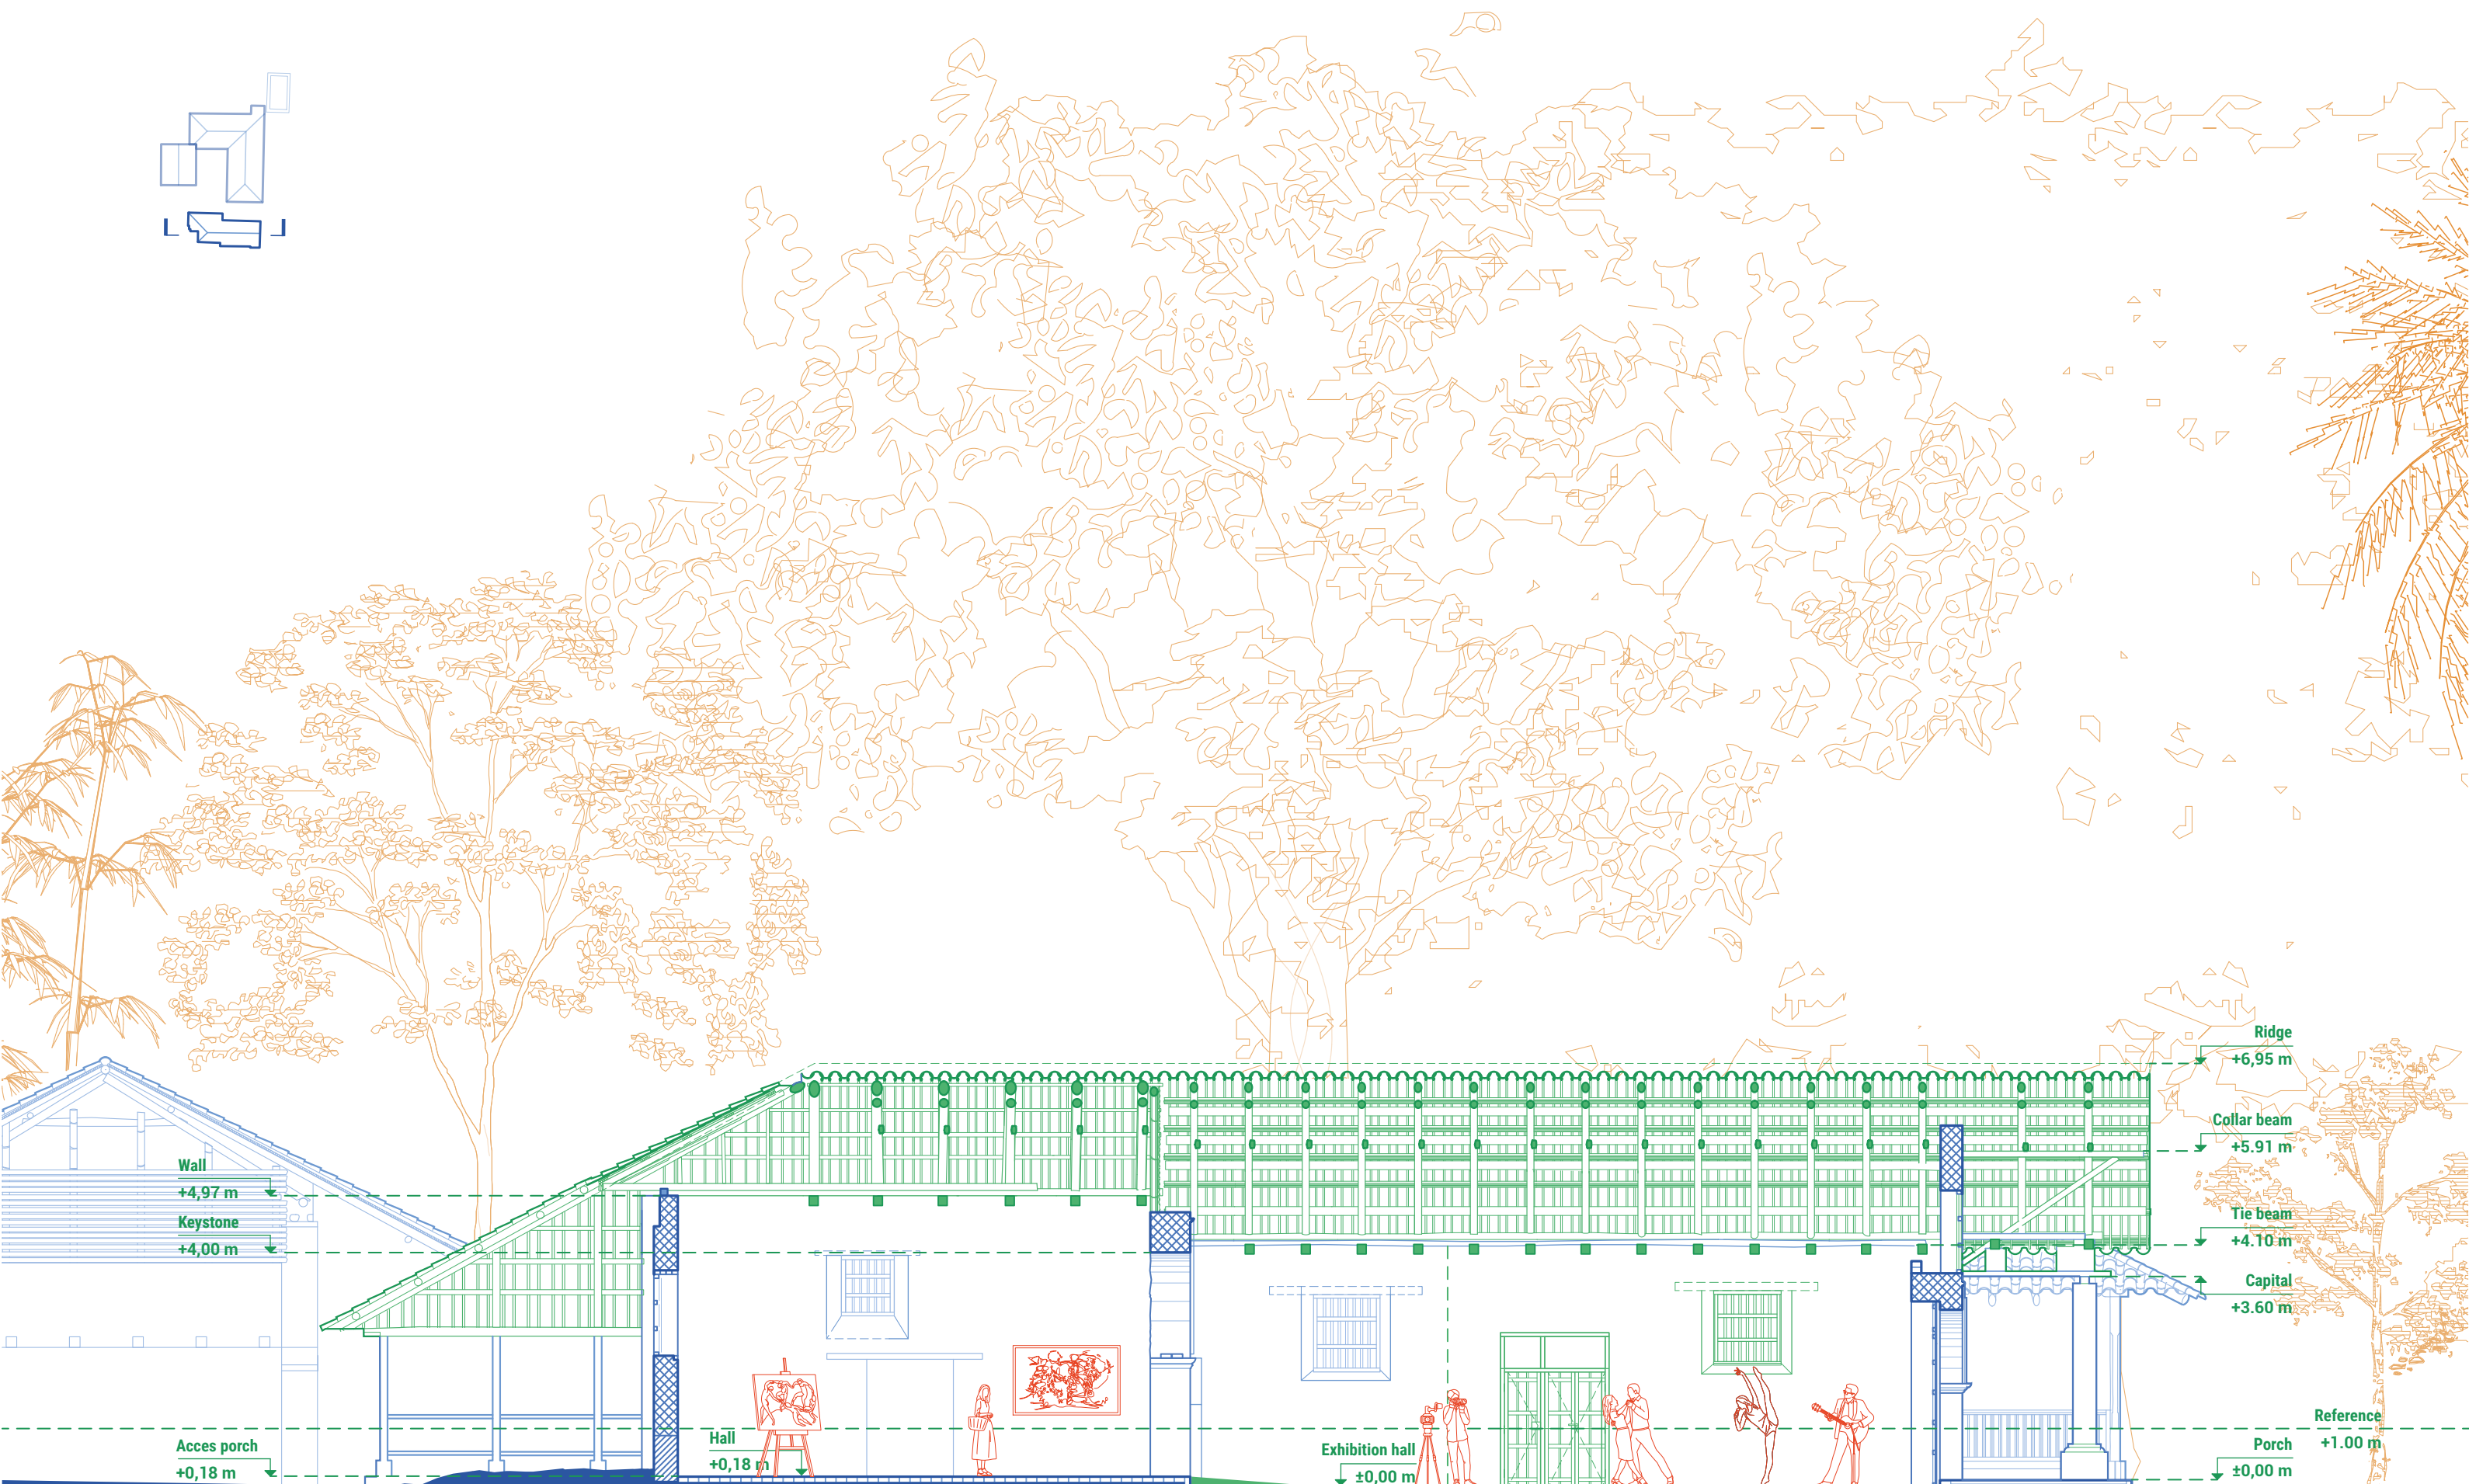 Ridge
+6,95 m
Collar beam
+5.91 m
Wall
+4,97 m
Tie beam
+4.10 m
Keystone
+4,00 m
Capital
+3.60 m
Reference
+1.00 m
Acces porch
+0,18 m
Hall
+0,18 m
Exhibition hall
±0,00 m
Porch
±0,00 m